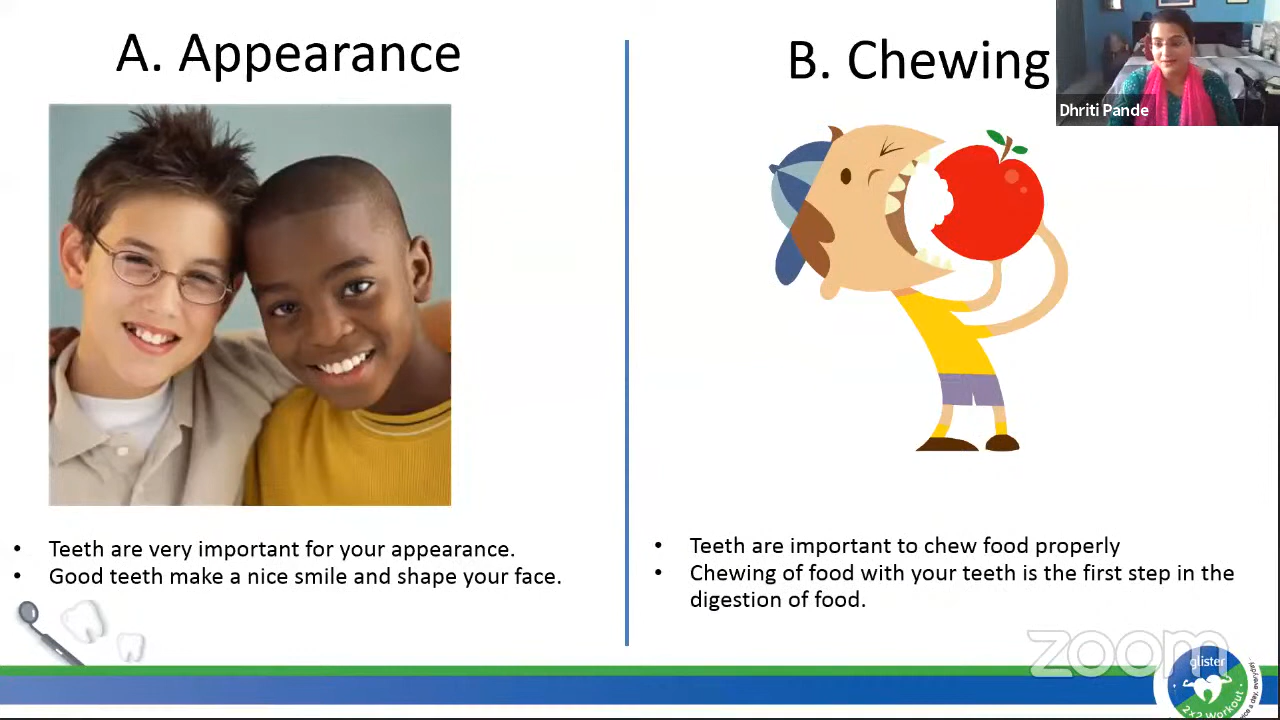 A. Appearance
B. Chewing
Dhriti Pande
• Teeth are very important for your appearance.
• Good teeth make a nice smile and shape your face.
• Teeth are important to chew food properly
• Chewing of food with your teeth is the first step in the
digestion of food.
zoom
glister
2x2 workout